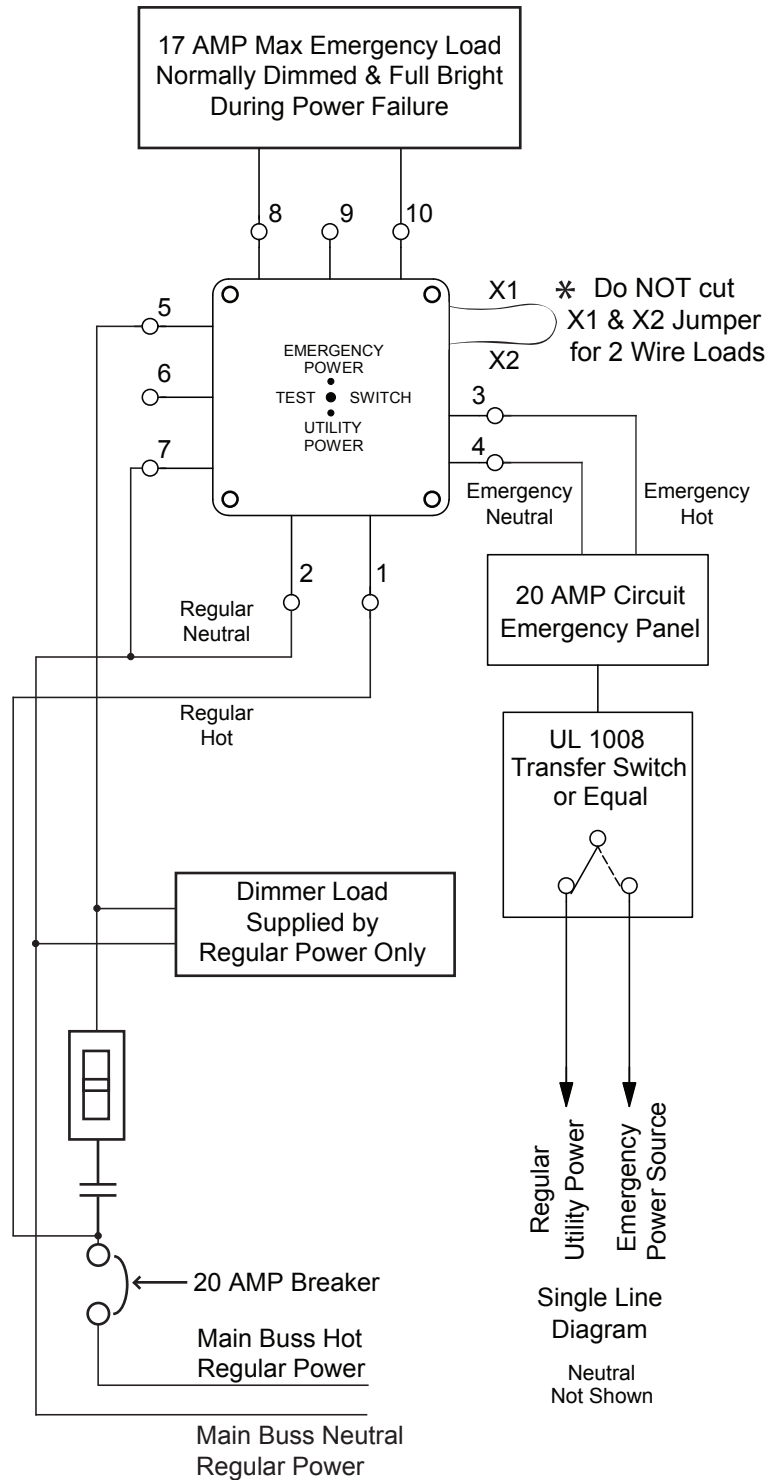 17 AMP Max Emergency Load
Normally Dimmed & Full Bright
During Power Failure
8
9
10
5
6
7
EMERGENCY
POWER
TEST
SWITCH
UTILITY
POWER
X1
X2
* Do NOT cut
X1 & X2 Jumper
for 2 Wire Loads
3
4
Emergency
Neutral
Emergency
Hot
2
1
Regular
Neutral
Regular
Hot
20 AMP Circuit
Emergency Panel
UL 1008
Transfer Switch
or Equal
Dimmer Load
Supplied by
Regular Power Only
Regular
Utility Power
Emergency
Power Source
20 AMP Breaker
Main Buss Hot
Regular Power
Main Buss Neutral
Regular Power
Single Line
Diagram
Neutral
Not Shown